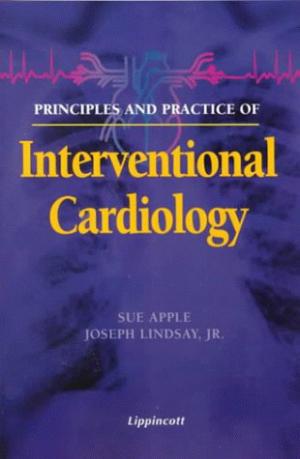 PRINCIPLES AND PRACTICE OF
Interventional
Cardiology
SUE APPLE
JOSEPH LINDSAY, JR.
Lippincott